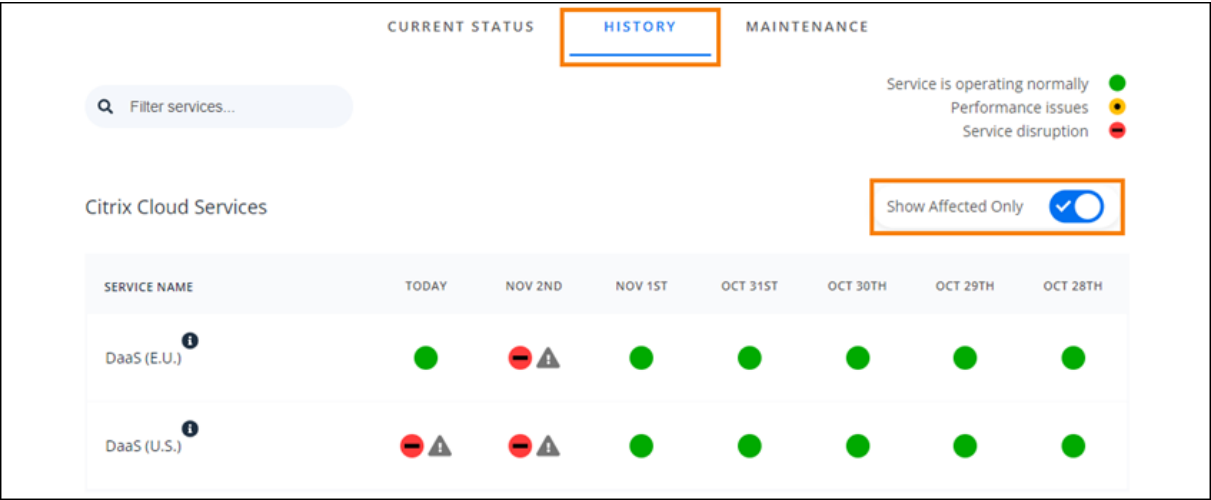 CURRENT STATUS HISTORY MAINTENANCE
Filter services...
Service is operating normally
Performance issues
Service disruption
Citrix Cloud Services
Show Affected Only
SERVICE NAME TODAY NOV 2ND NOV 1ST OCT 31ST OCT 30TH OCT 29TH OCT 28TH
DaaS (E.U.)
DaaS (U.S.)